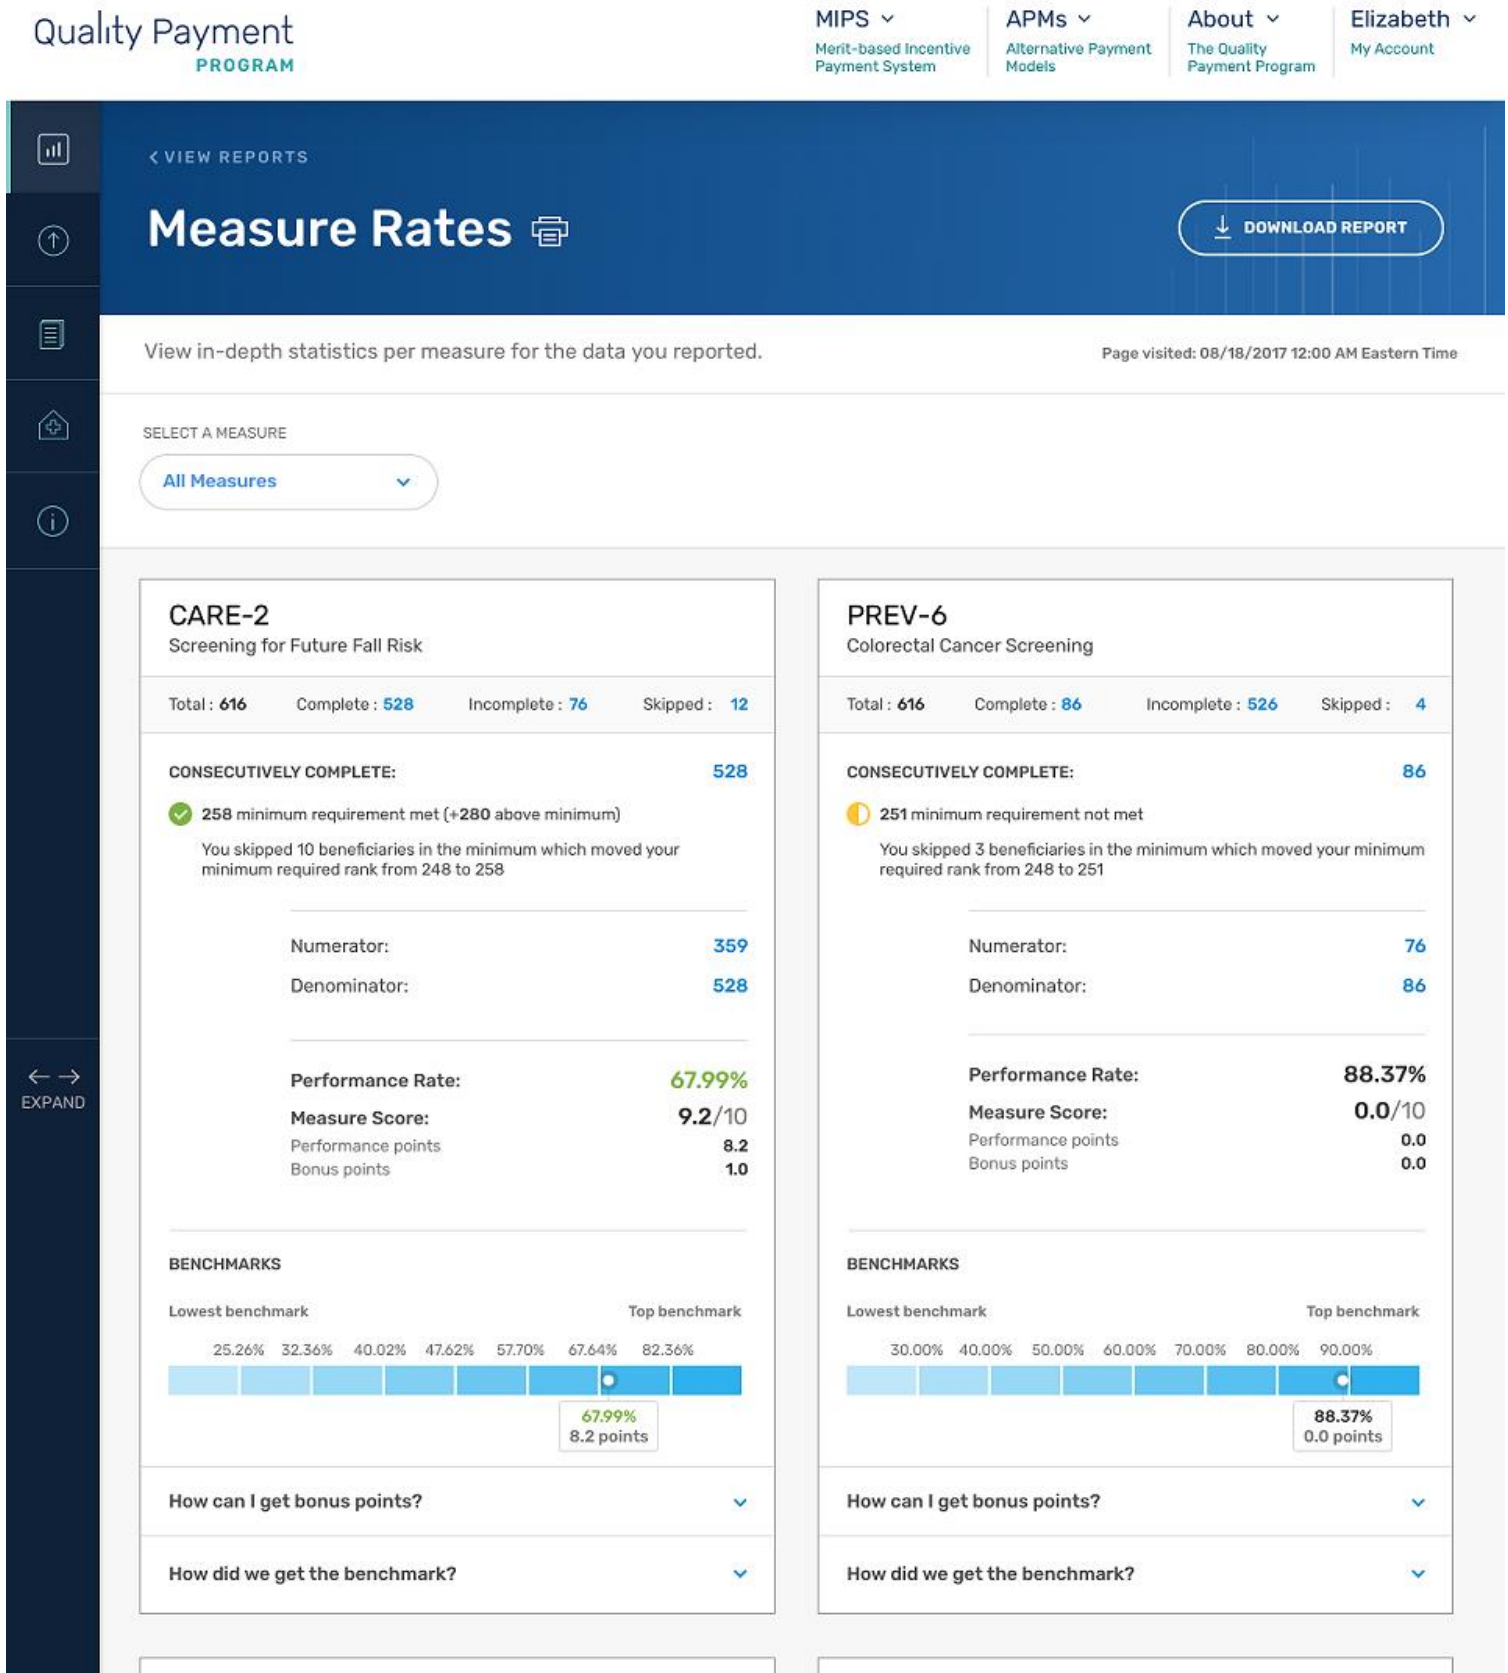 Quality Payment
PROGRAM
MIPS
Merit-based Incentive
Payment System
APMs
Alternative Payment
Models
About
The Quality
Payment Program
Elizabeth
My Account
< VIEW REPORTS
Measure Rates
DOWNLOAD REPORT
View in-depth statistics per measure for the data you reported.
Page visited: 08/18/2017 12:00 AM Eastern Time
SELECT A MEASURE
All Measures
EXPAND
CARE-2
Screening for Future Fall Risk
Total : 616 Complete : 528 Incomplete : 76 Skipped : 12
CONSECUTIVELY COMPLETE: 528
258 minimum requirement met (+280 above minimum)
You skipped 10 beneficiaries in the minimum which moved your
minimum required rank from 248 to 258
Numerator: 359
Denominator: 528
Performance Rate: 67.99%
Measure Score: 9.2/10
Performance points 8.2
Bonus points 1.0
BENCHMARKS
Lowest benchmark Top benchmark
25.26% 32.36% 40.02% 47.62% 57.70% 67.64% 82.36%
67.99%
8.2 points
How can I get bonus points?
How did we get the benchmark?
PREV-6
Colorectal Cancer Screening
Total : 616 Complete : 86 Incomplete : 526 Skipped : 4
CONSECUTIVELY COMPLETE: 86
251 minimum requirement not met
You skipped 3 beneficiaries in the minimum which moved your minimum
required rank from 248 to 251
Numerator: 76
Denominator: 86
Performance Rate: 88.37%
Measure Score: 0.0/10
Performance points 0.0
Bonus points 0.0
BENCHMARKS
Lowest benchmark Top benchmark
30.00% 40.00% 50.00% 60.00% 70.00% 80.00% 90.00%
88.37%
0.0 points
How can I get bonus points?
How did we get the benchmark?